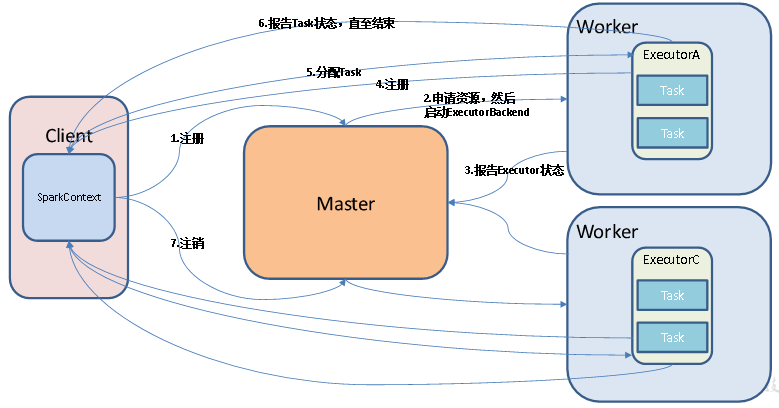 6.报告Task状态，直至结束
Worker
ExecutorA
Task
Task
5.分配Task
4.注册
2.申请资源，然后
启动ExecutorBackend
Client
1.注册
SparkContext
Master
3.报告Executor状态
7.注销
Worker
ExecutorC
Task
Task